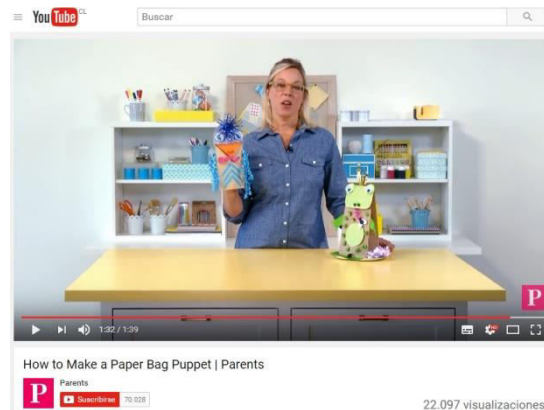 YouTube CL
Buscar
P
1:32 / 1:39
How to Make a Paper Bag Puppet | Parents
P
Parents
Suscribirse 70.028
22.097 visualizaciones